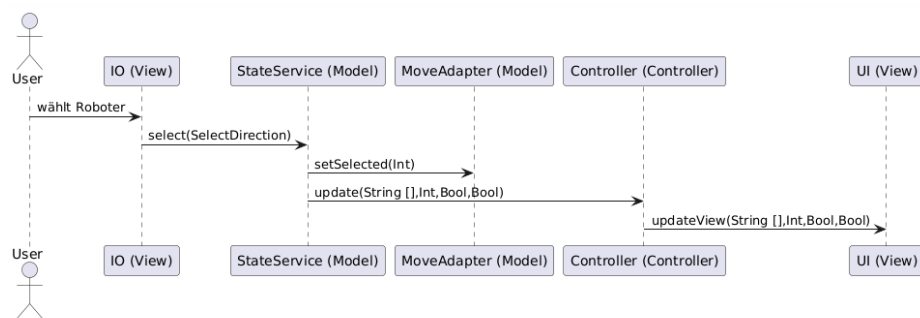 User
IO (View)
StateService (Model)
MoveAdapter (Model)
Controller (Controller)
UI (View)
wählt Roboter
select(SelectDirection)
setSelected(Int)
update(String [],Int,Bool,Bool)
updateView(String [],Int,Bool,Bool)
User
IO (View)
StateService (Model)
MoveAdapter (Model)
Controller (Controller)
UI (View)